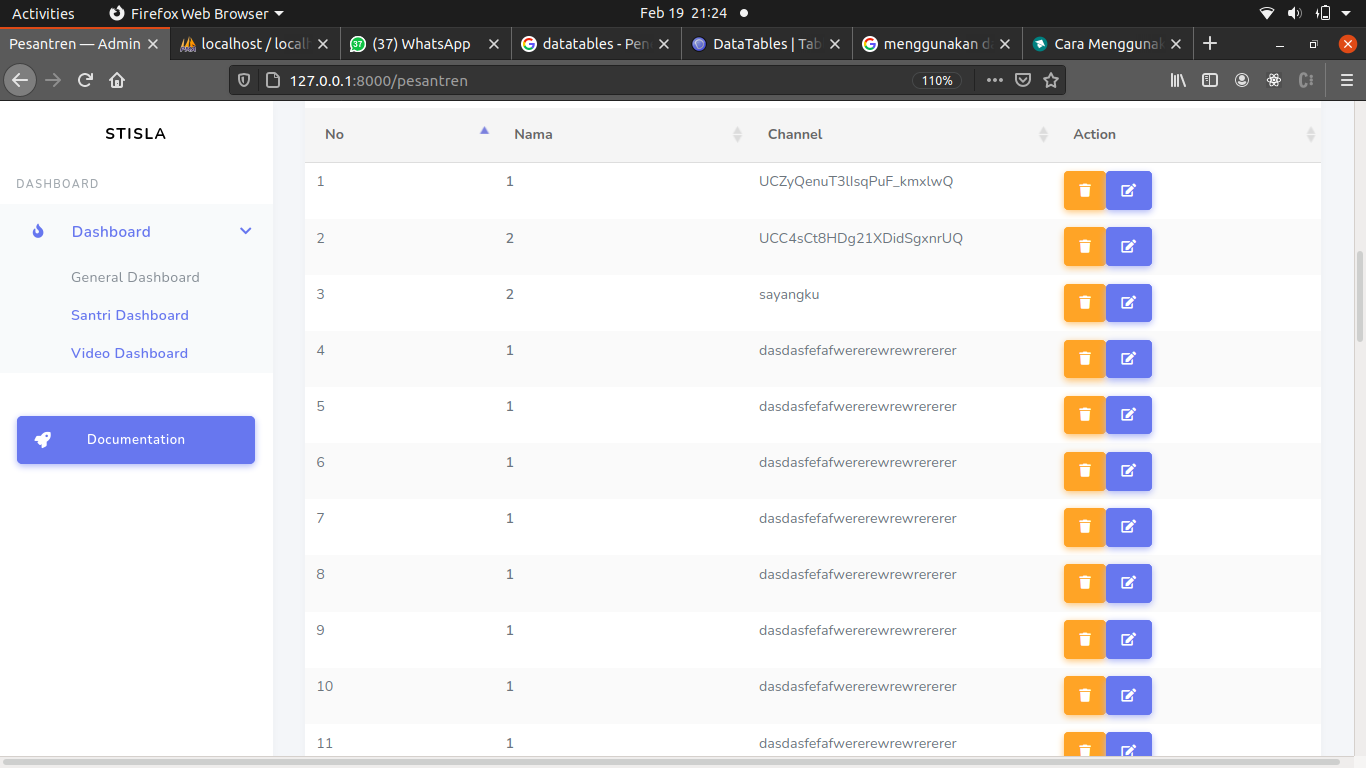 Activities Firefox Web Browser Feb 19 21:24
Pesantren — Admin localhost / local (37) WhatsApp datatables - Pen DataTables | Tab menggunakan d Cara Mengguna
127.0.0.1:8000/pesantren 110%
STISLA
DASHBOARD
Dashboard
General Dashboard
Santri Dashboard
Video Dashboard
Documentation
No Nama Channel Action
1 1 UCZyQenuT3lIsqPuF_kmxlwQ
2 2 UCC4sCt8HDg21XDidSgxnrUQ
3 2 sayangku
4 1 dasdasfefafwererewrewrererer
5 1 dasdasfefafwererewrewrererer
6 1 dasdasfefafwererewrewrererer
7 1 dasdasfefafwererewrewrererer
8 1 dasdasfefafwererewrewrererer
9 1 dasdasfefafwererewrewrererer
10 1 dasdasfefafwererewrewrererer
11 1 dasdasfefafwererewrewrererer